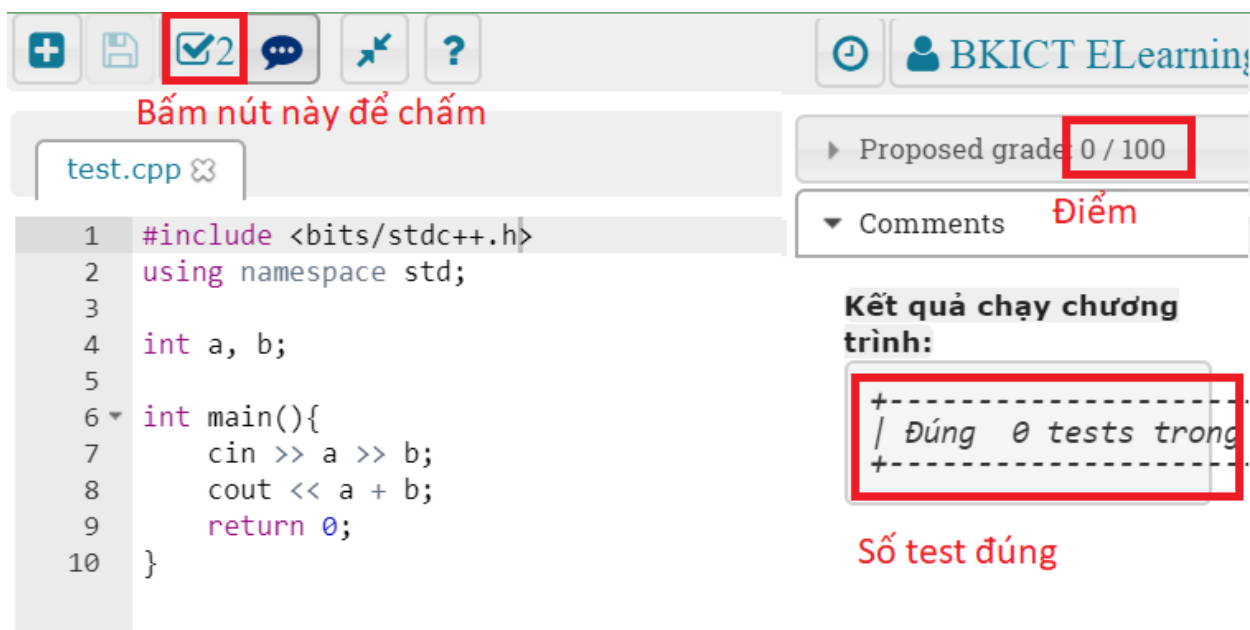 2 ? BKICT ELearning
Bấm nút này để chấm
test.cpp
Proposed grade: 0 / 100
Điểm
Comments
1 #include <bits/stdc++.h>
2 using namespace std;
3
4 int a, b;
5
6 int main(){
7 cin >> a >> b;
8 cout << a + b;
9 return 0;
10 }
Kết quả chạy chương
trình:
+---------------------
| Đúng 0 tests trong
+---------------------
Số test đúng